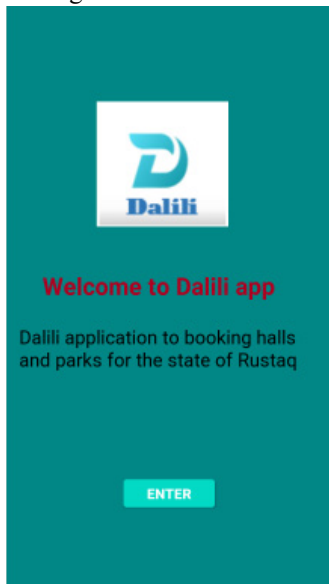 Dalili
Welcome to Dalili app
Dalili application to booking halls
and parks for the state of Rustaq
ENTER